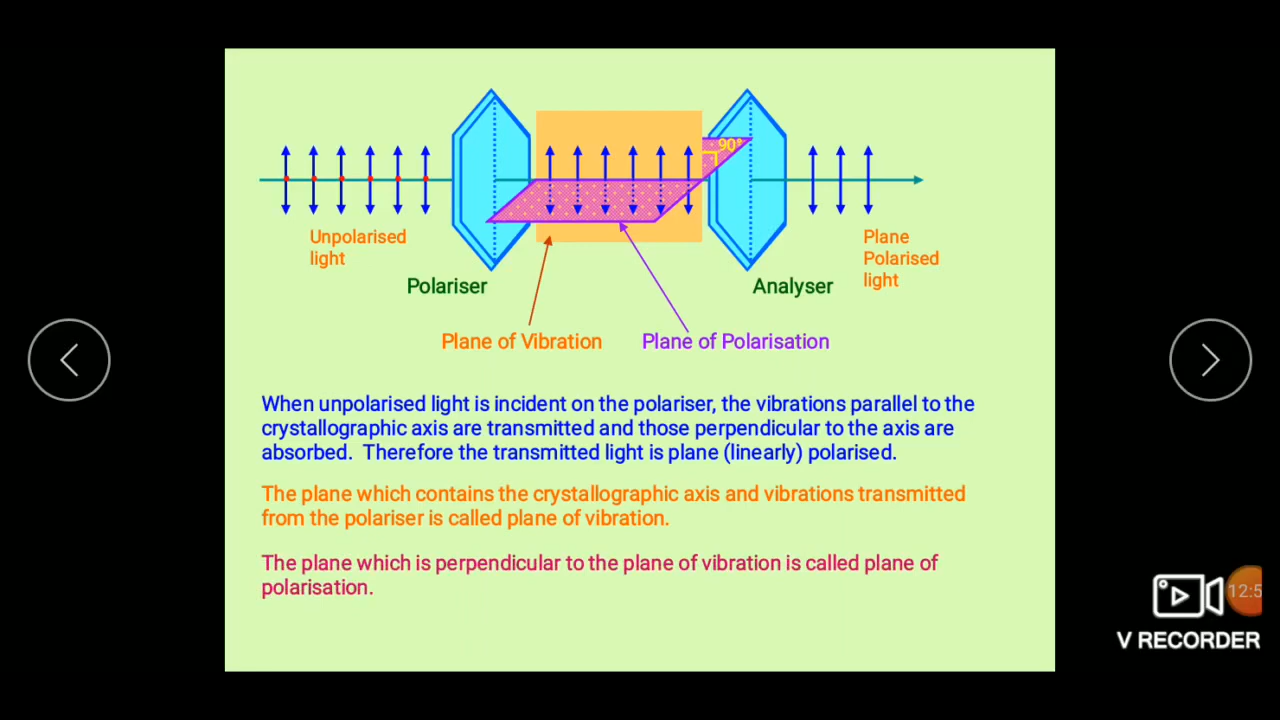 90°
Unpolarised
light
Plane
Polarised
light
Polariser
Analyser
Plane of Vibration
Plane of Polarisation
When unpolarised light is incident on the polariser, the vibrations parallel to the
crystallographic axis are transmitted and those perpendicular to the axis are
absorbed.  Therefore the transmitted light is plane (linearly) polarised.
The plane which contains the crystallographic axis and vibrations transmitted
from the polariser is called plane of vibration.
The plane which is perpendicular to the plane of vibration is called plane of
polarisation.
12:5
V RECORDER